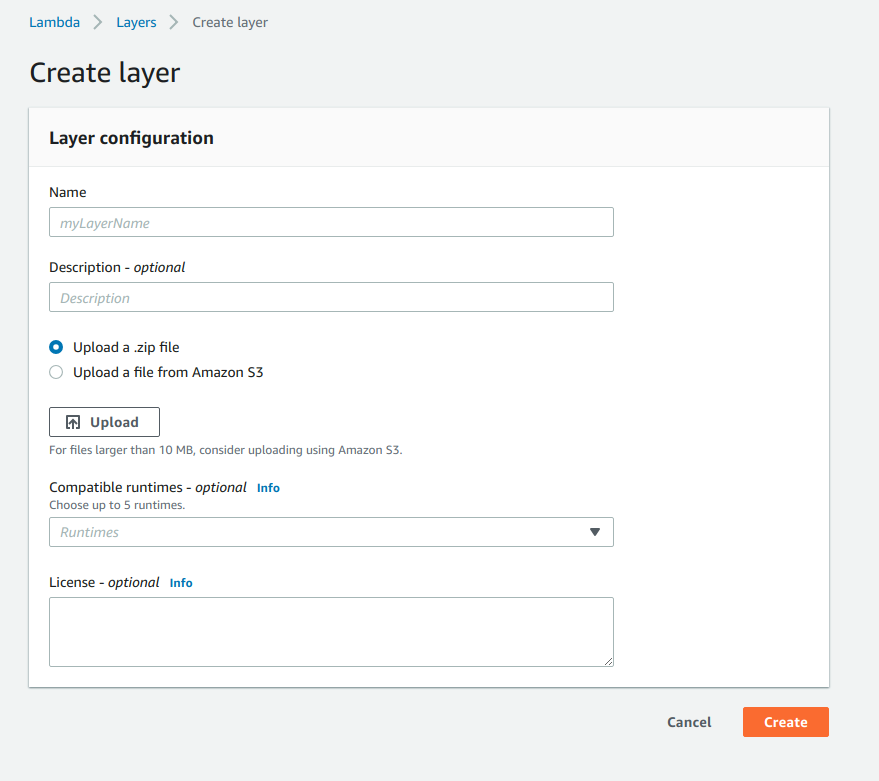 Lambda > Layers > Create layer
Create layer
Layer configuration
Name
myLayerName
Description - optional
Description
Upload a .zip file
Upload a file from Amazon S3
Upload
For files larger than 10 MB, consider uploading using Amazon S3.
Compatible runtimes - optional Info
Choose up to 5 runtimes.
Runtimes
License - optional Info
Cancel Create